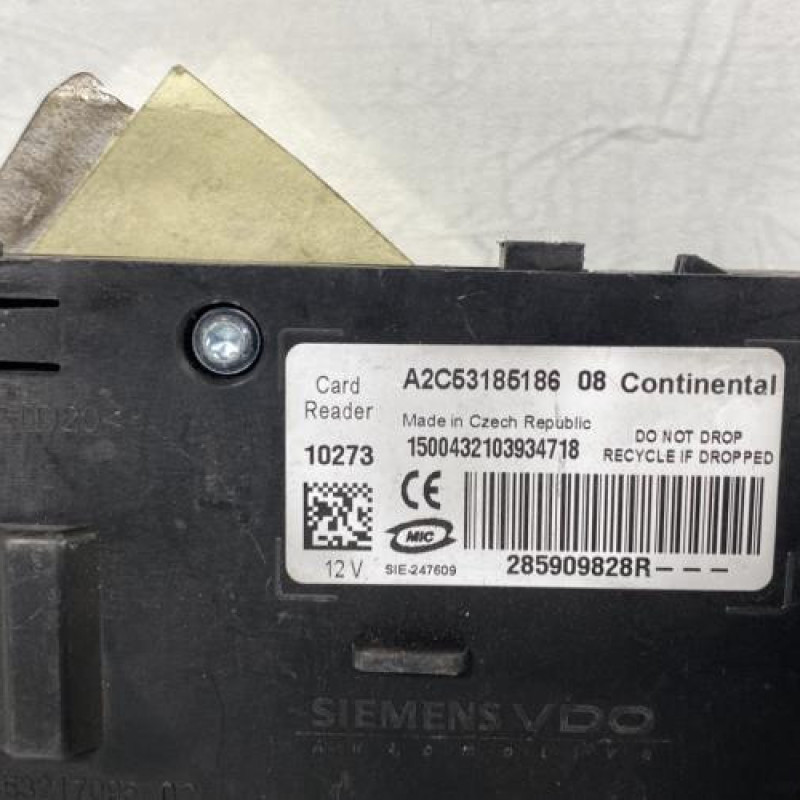 Card Reader
A2C53185186 08 Continental
Made in Czech Republic
10273
1500432103934718
DO NOT DROP
RECYCLE IF DROPPED
CE
MIC
12 V
SIE-247609
285909828R---
SIEMENS VDO
AUTOMOTIVE